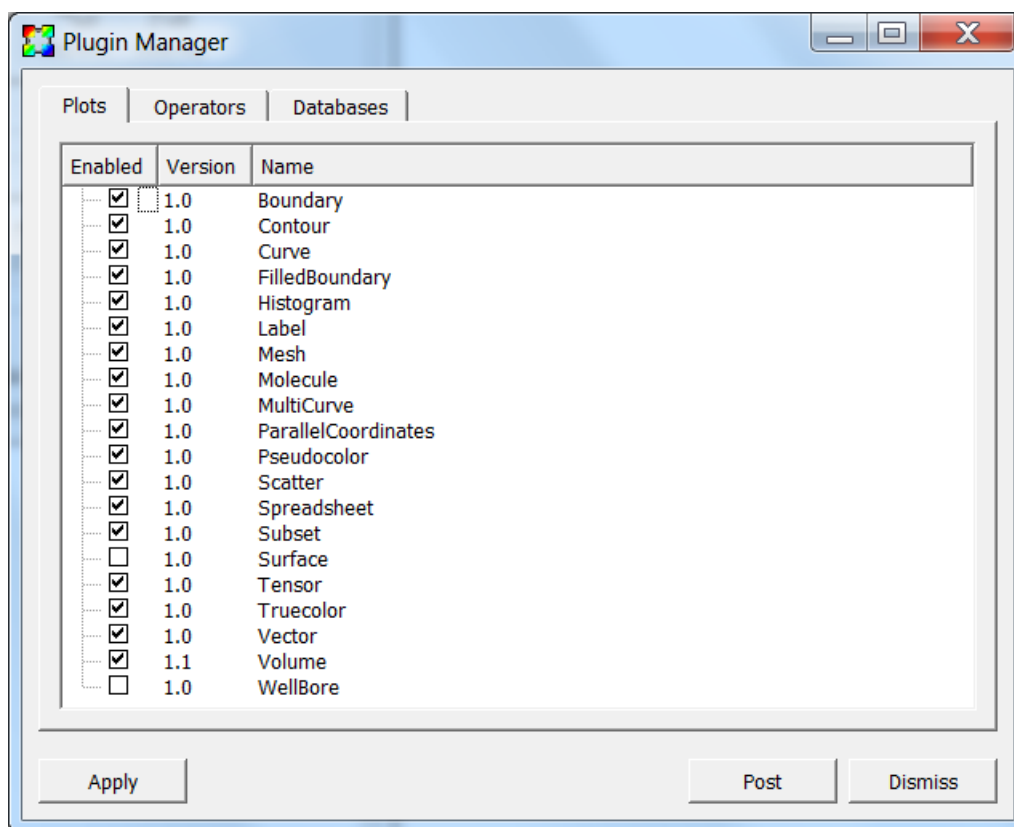 Plugin Manager
Plots Operators Databases
Enabled Version Name
1.0 Boundary
1.0 Contour
1.0 Curve
1.0 FilledBoundary
1.0 Histogram
1.0 Label
1.0 Mesh
1.0 Molecule
1.0 MultiCurve
1.0 ParallelCoordinates
1.0 Pseudocolor
1.0 Scatter
1.0 Spreadsheet
1.0 Subset
1.0 Surface
1.0 Tensor
1.0 Truecolor
1.0 Vector
1.1 Volume
1.0 WellBore
Apply Post Dismiss